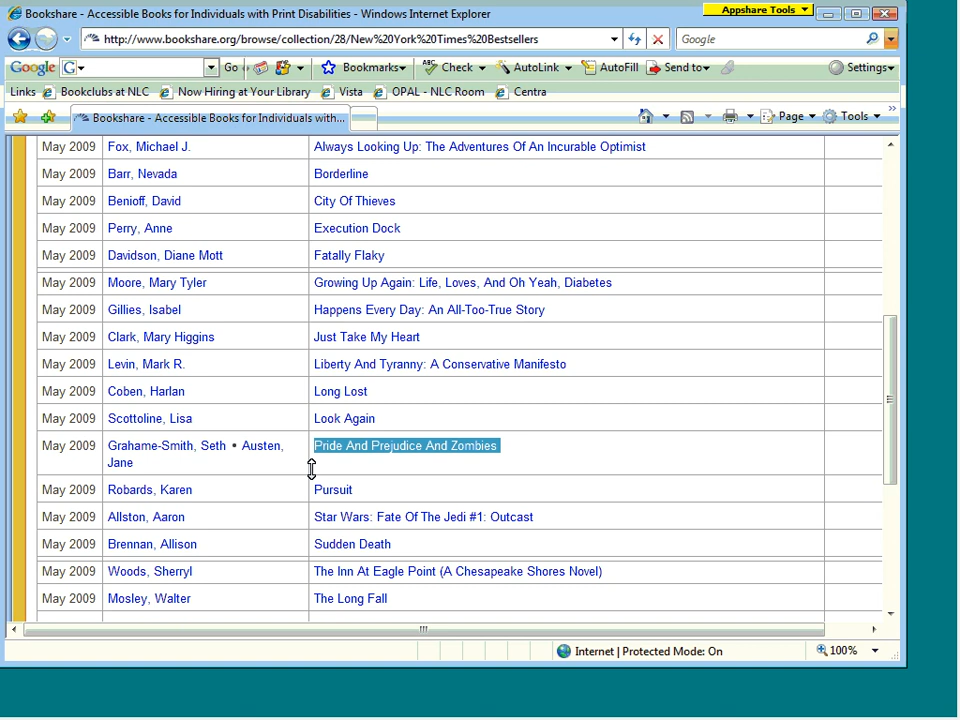 Bookshare - Accessible Books for Individuals with Print Disabilities - Windows Internet Explorer
Appshare Tools
http://www.bookshare.org/browse/collection/28/New%20York%20Times%20Bestsellers
Google
Google G Go Bookmarks ABC Check AutoLink AutoFill Send to Settings
Links Bookclubs at NLC Now Hiring at Your Library Vista OPAL - NLC Room Centra
Bookshare - Accessible Books for Individuals with... Page Tools
May 2009 Fox, Michael J. Always Looking Up: The Adventures Of An Incurable Optimist
May 2009 Barr, Nevada Borderline
May 2009 Benioff, David City Of Thieves
May 2009 Perry, Anne Execution Dock
May 2009 Davidson, Diane Mott Fatally Flaky
May 2009 Moore, Mary Tyler Growing Up Again: Life, Loves, And Oh Yeah, Diabetes
May 2009 Gillies, Isabel Happens Every Day: An All-Too-True Story
May 2009 Clark, Mary Higgins Just Take My Heart
May 2009 Levin, Mark R. Liberty And Tyranny: A Conservative Manifesto
May 2009 Coben, Harlan Long Lost
May 2009 Scottoline, Lisa Look Again
May 2009 Grahame-Smith, Seth • Austen, Pride And Prejudice And Zombies
Jane
May 2009 Robards, Karen Pursuit
May 2009 Allston, Aaron Star Wars: Fate Of The Jedi #1: Outcast
May 2009 Brennan, Allison Sudden Death
May 2009 Woods, Sherryl The Inn At Eagle Point (A Chesapeake Shores Novel)
May 2009 Mosley, Walter The Long Fall
Internet | Protected Mode: On 100%